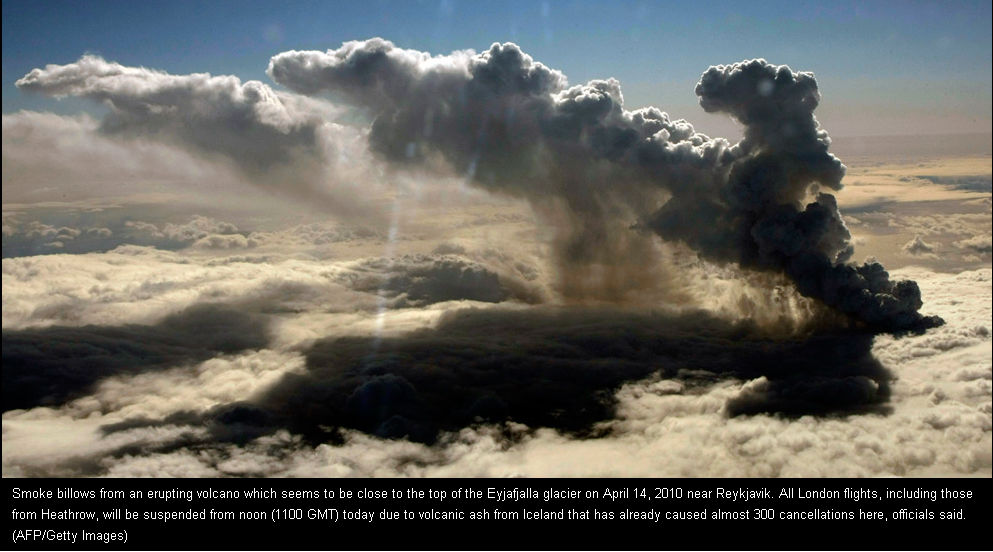 Smoke billows from an erupting volcano which seems to be close to the top of the Eyjafjalla glacier on April 14, 2010 near Reykjavik. All London flights, including those
from Heathrow, will be suspended from noon (1100 GMT) today due to volcanic ash from Iceland that has already caused almost 300 cancellations here, officials said.
(AFP/Getty Images)